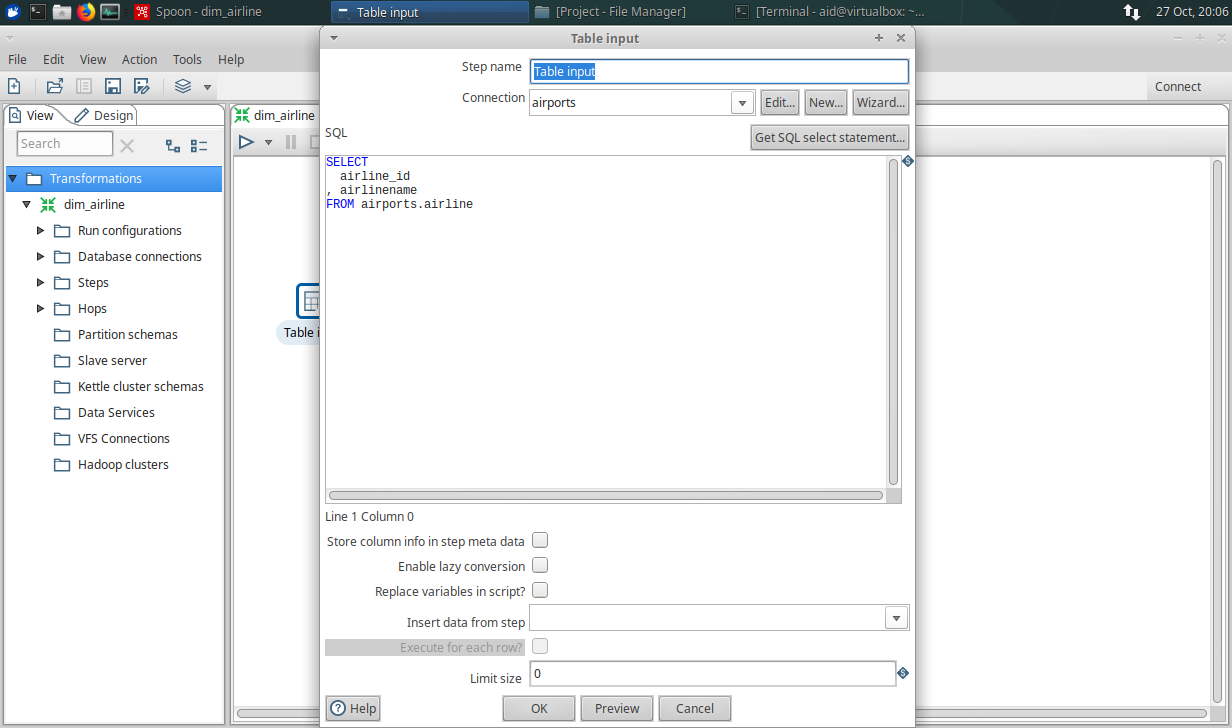 Spoon - dim_airline
Table input
[Project - File Manager]
[Terminal - aid@virtualbox: ~...
27 Oct, 20:06
Table input
File Edit View Action Tools Help
Connect
View
Design
Search
Transformations
dim_airline
Run configurations
Database connections
Steps
Hops
Partition schemas
Slave server
Kettle cluster schemas
Data Services
VFS Connections
Hadoop clusters
dim_airline
Table i
Step name
Table input
Connection
airports
Edit...
New...
Wizard...
SQL
Get SQL select statement...
SELECT
airline_id
, airlinename
FROM airports.airline
Line 1 Column 0
Store column info in step meta data
Enable lazy conversion
Replace variables in script?
Insert data from step
Execute for each row?
Limit size
0
Help
OK
Preview
Cancel